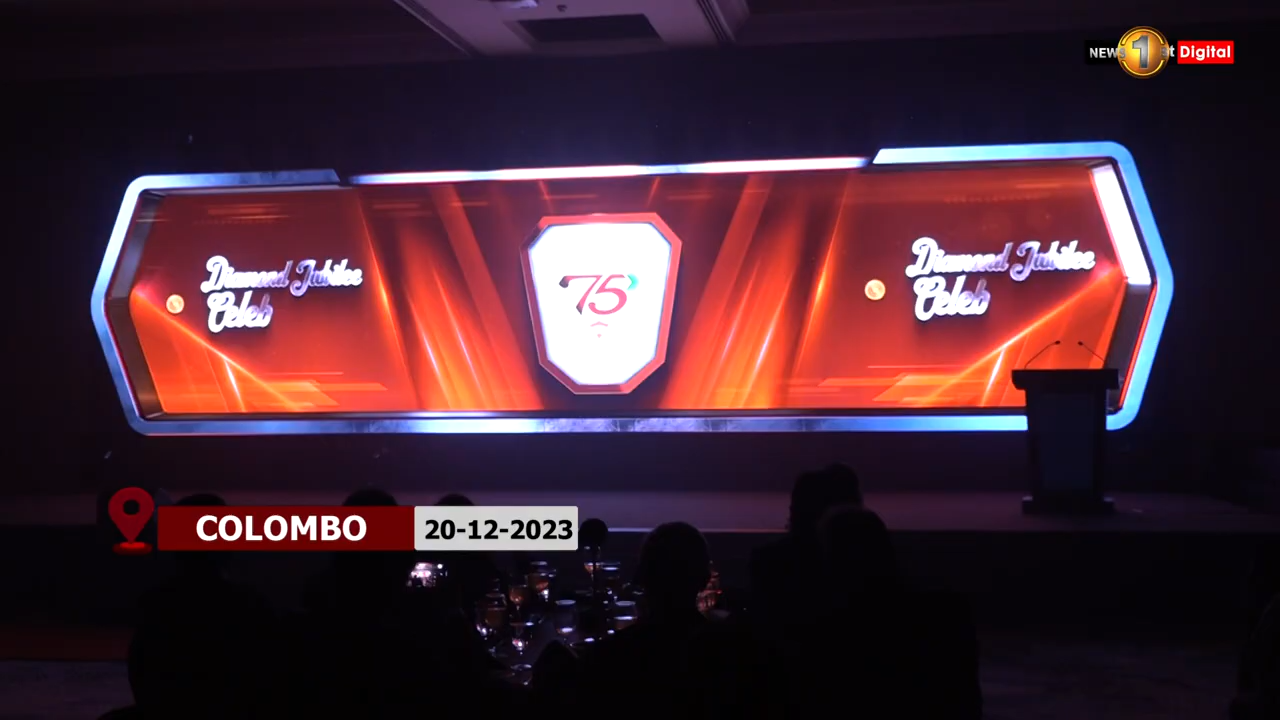 NEWS 1st Digital
Diamond Jubilee
Celeb
75
Diamond Jubilee
Celeb
COLOMBO
20-12-2023